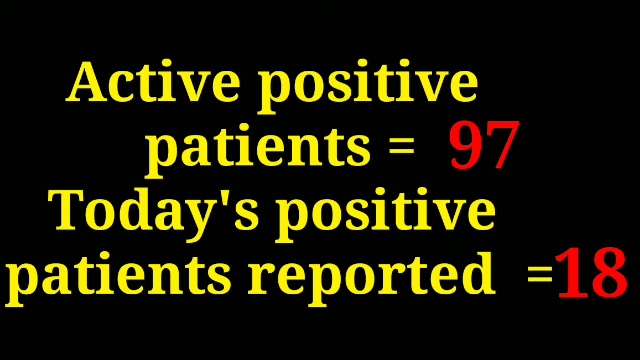 Active positive
patients = 97
Today's positive
patients reported =18